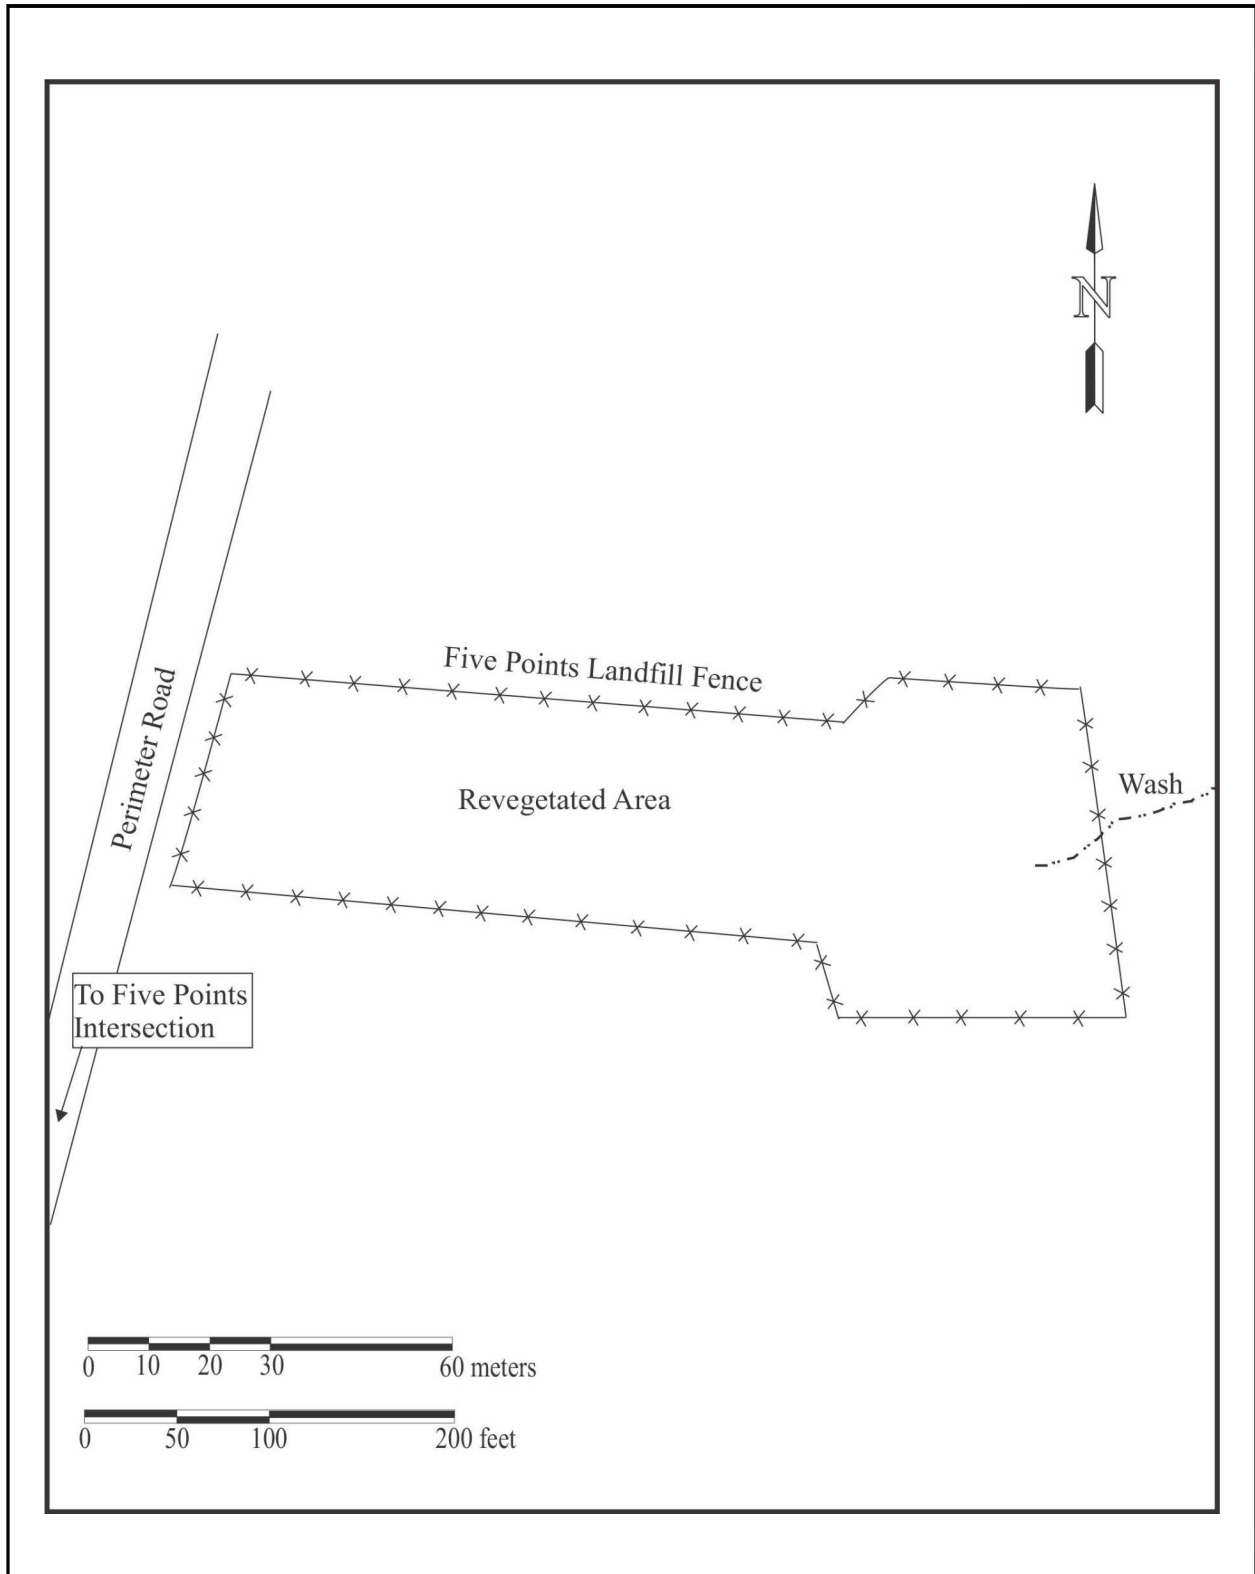 N
Five Points Landfill Fence
Perimeter Road
Wash
Revegetated Area
To Five Points
Intersection
0 10 20 30 60 meters
0 50 100 200 feet